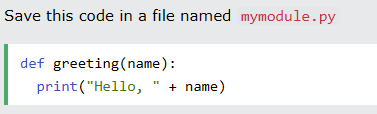 Save this code in a file named mymodule.py
def greeting(name):
  print("Hello, " + name)